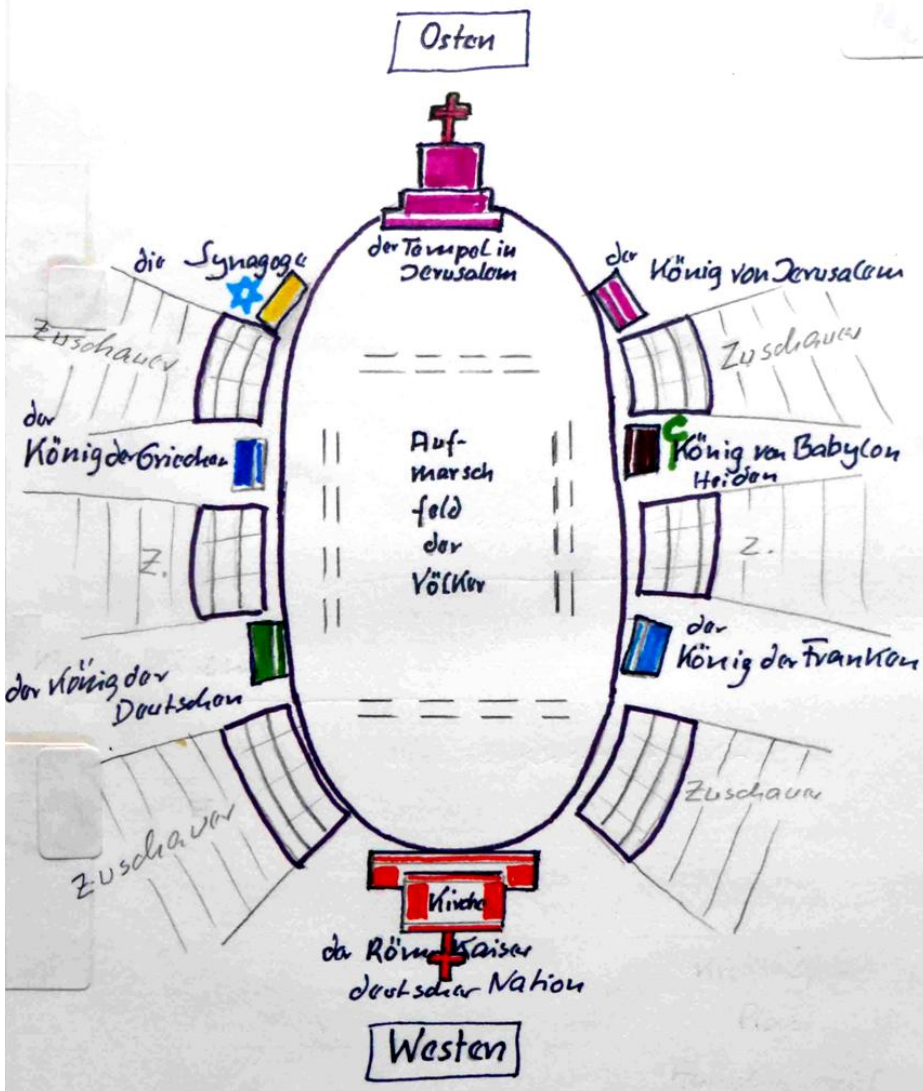 Osten
der Tempel in
Jerusalem
die Synagoge
der
König von Jerusalem
Zuschauer
Zuschauer
der
König der Griechen
Auf-
marsch
feld
der
Völker
König von Babylon
Heiden
Z.
Z.
der König der
Deutschen
der
König der Franken
Zuschauer
Zuschauer
Kirche
der Röm. Kaiser
deutscher Nation
Westen